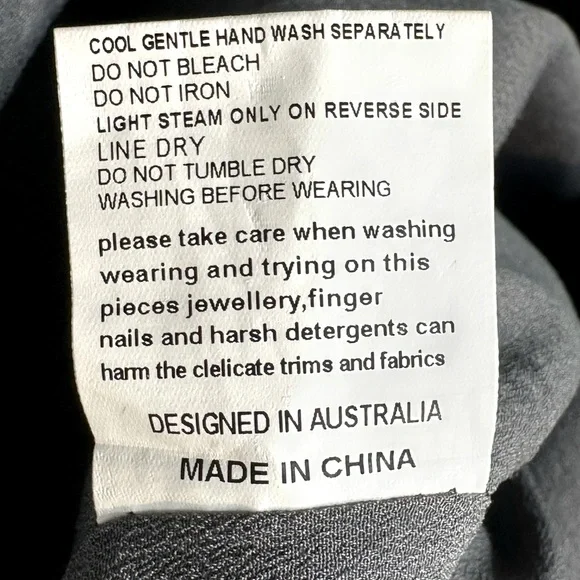 COOL GENTLE HAND WASH SEPARATELY
DO NOT BLEACH
DO NOT IRON
LIGHT STEAM ONLY ON REVERSE SIDE
LINE DRY
DO NOT TUMBLE DRY
WASHING BEFORE WEARING
please take care when washing
wearing and trying on this
pieces jewellery,finger
nails and harsh detergents can
harm the clelicate trims and fabrics
DESIGNED IN AUSTRALIA
MADE IN CHINA